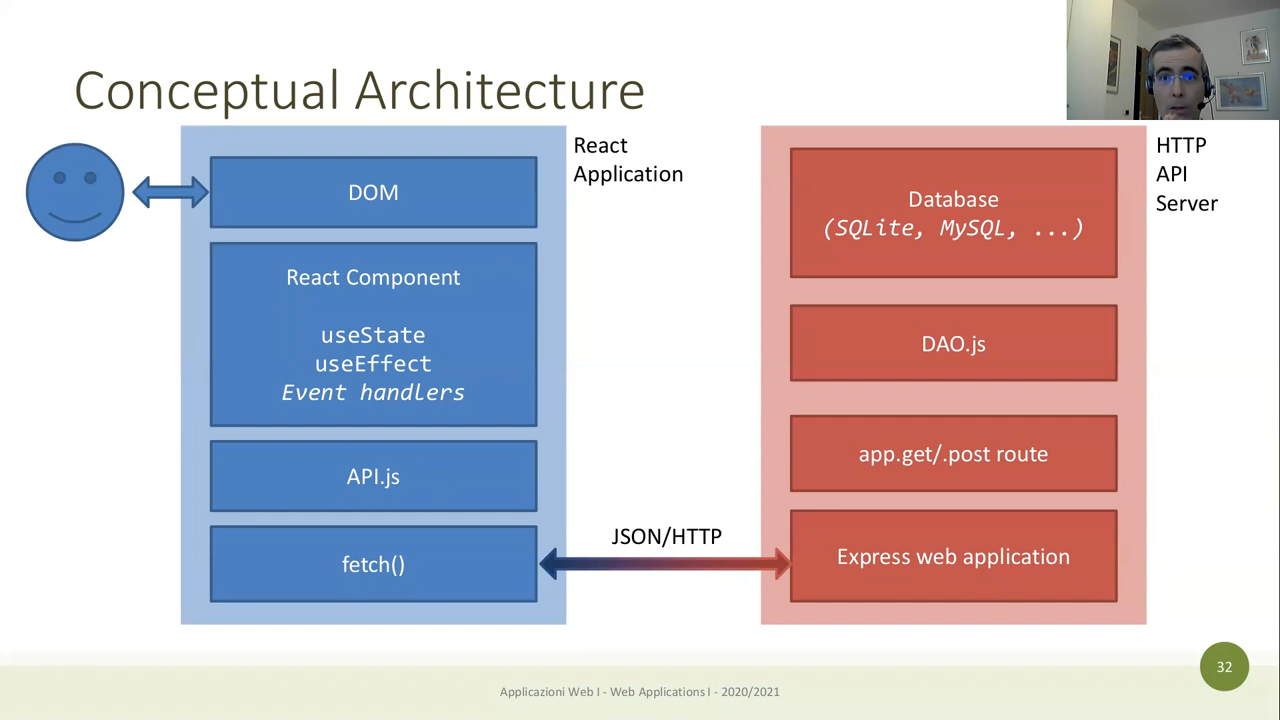 Conceptual Architecture
React
Application
DOM
React Component
useState
useEffect
Event handlers
API.js
fetch()
JSON/HTTP
HTTP
API
Server
Database
(SQLite, MySQL, ...)
DAO.js
app.get/.post route
Express web application
32
Applicazioni Web I - Web Applications I - 2020/2021